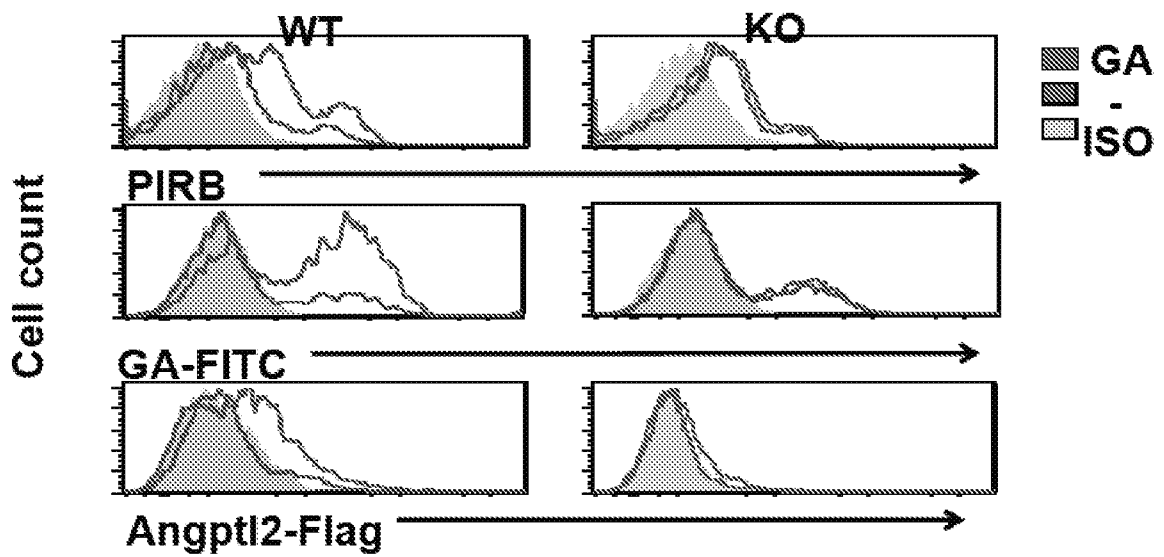 WT
KO
GA
-
ISO
PIRB
GA-FITC
Angptl2-Flag
Cell count